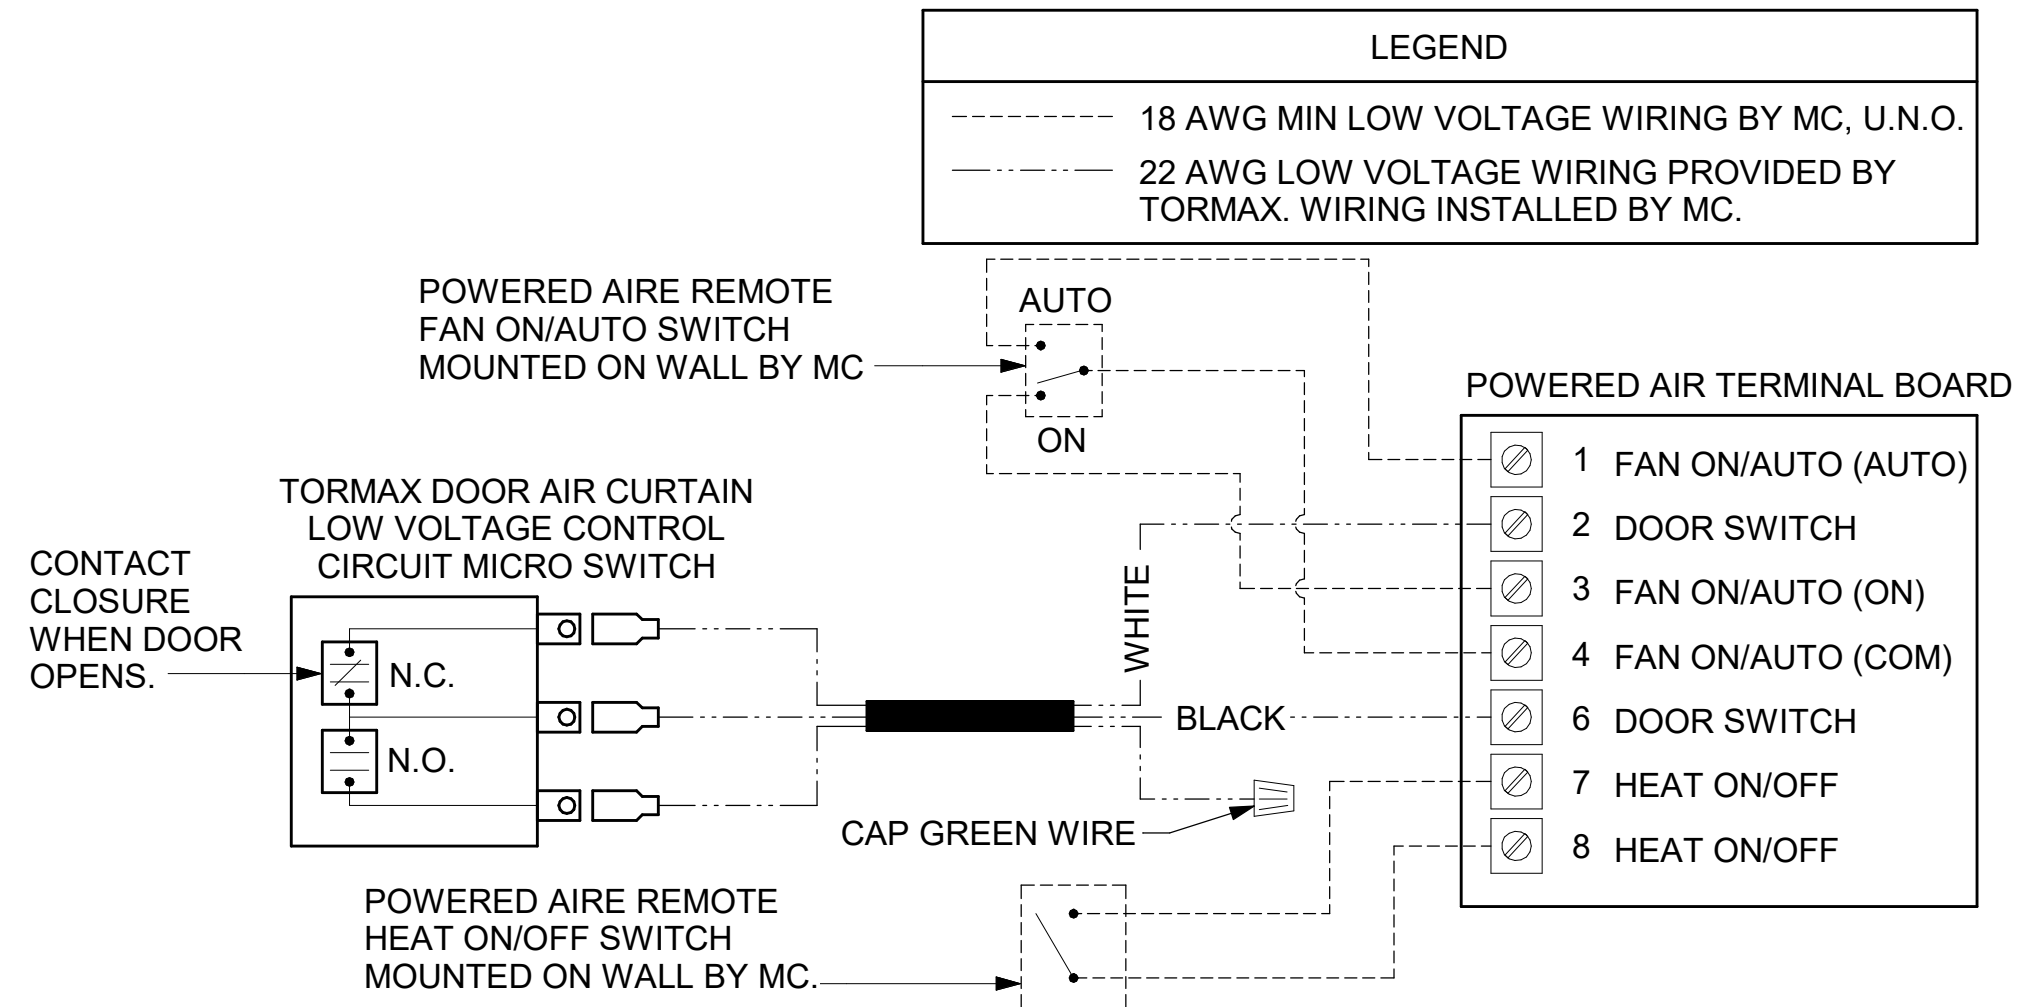 LEGEND
18 AWG MIN LOW VOLTAGE WIRING BY MC, U.N.O.
22 AWG LOW VOLTAGE WIRING PROVIDED BY
TORMAX. WIRING INSTALLED BY MC.
POWERED AIRE REMOTE
FAN ON/AUTO SWITCH
MOUNTED ON WALL BY MC
AUTO
ON
POWERED AIR TERMINAL BOARD
1 FAN ON/AUTO (AUTO)
2 DOOR SWITCH
3 FAN ON/AUTO (ON)
4 FAN ON/AUTO (COM)
6 DOOR SWITCH
7 HEAT ON/OFF
8 HEAT ON/OFF
TORMAX DOOR AIR CURTAIN
LOW VOLTAGE CONTROL
CIRCUIT MICRO SWITCH
CONTACT
CLOSURE
WHEN DOOR
OPENS.
N.C.
N.O.
WHITE
BLACK
CAP GREEN WIRE
POWERED AIRE REMOTE
HEAT ON/OFF SWITCH
MOUNTED ON WALL BY MC.